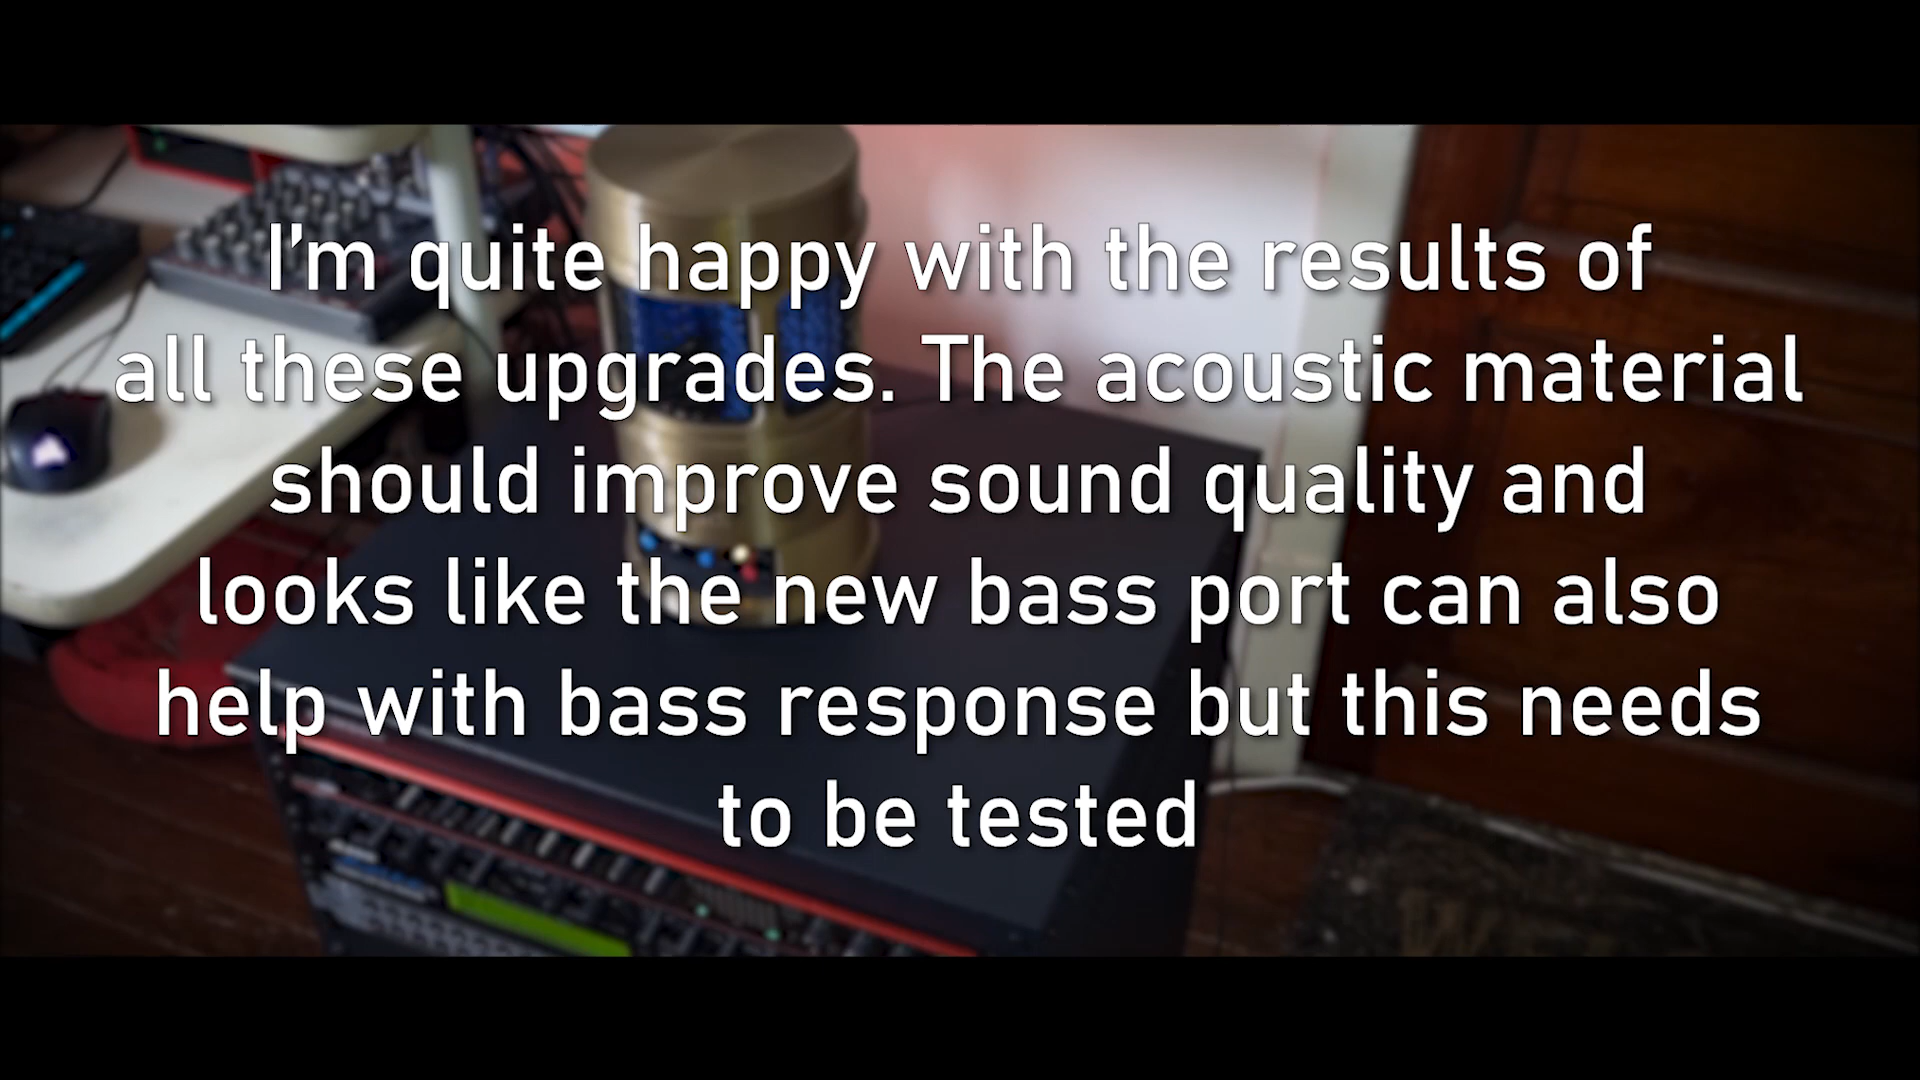 I'm quite happy with the results of
all these upgrades. The acoustic material
should improve sound quality and
looks like the new bass port can also
help with bass response but this needs
to be tested